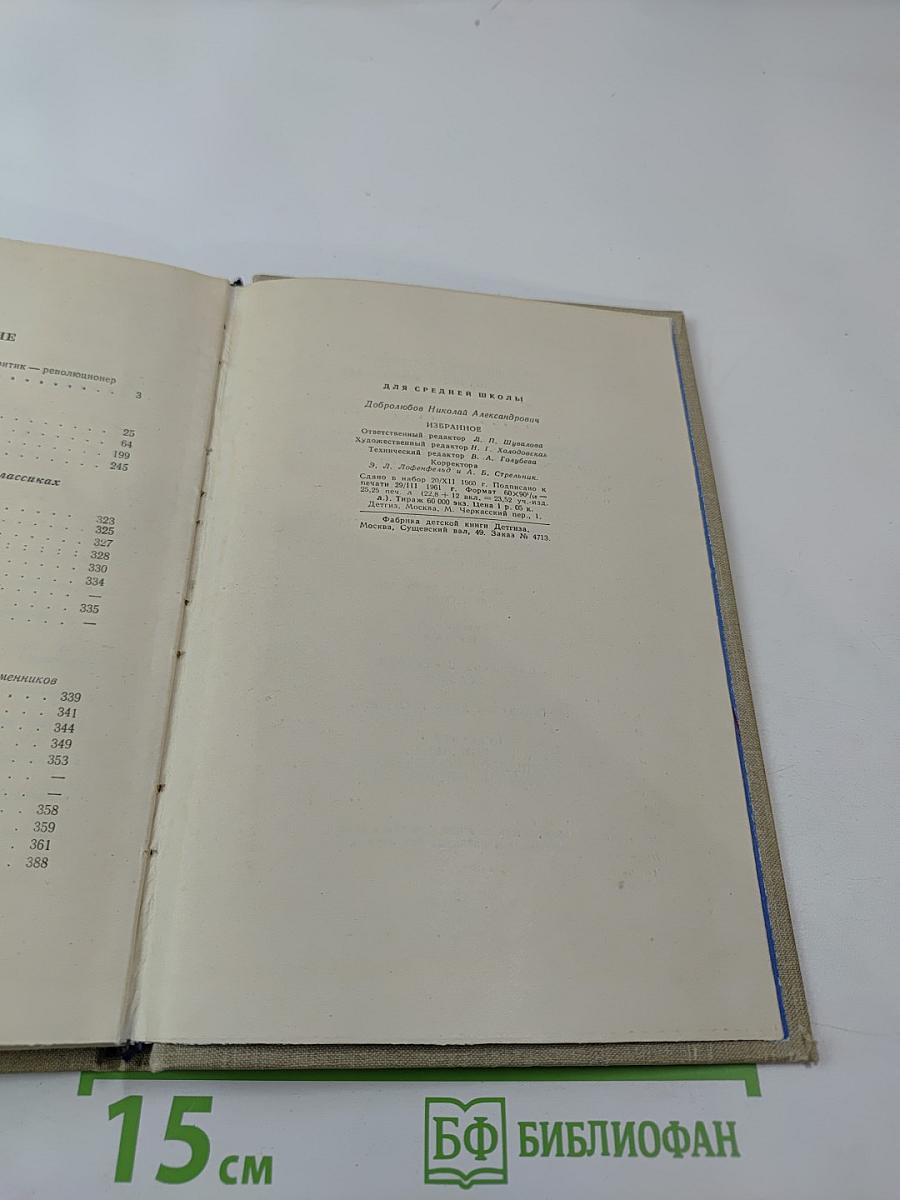 ИЕ
ритик — революционер
. . . . . . . . . 3
. . . . . 25
. . . . . 64
. . . . . 199
. . . . . 245
лассиках
. . . . . 323
. . . . . 325
. . . . . 327
. . . . . 328
. . . . . 330
. . . . . 334
. . . . . —
. . . . . 335
. . . . . —
менников
. . . . 339
. . . . 341
. . . . 344
. . . . 349
. . . . 353
. . . . —
. . . . —
. . . . 358
. . . 359
. . . 361
. . . 388
ДЛЯ СРЕДНЕЙ ШКОЛЫ
Добролюбов Николай Александрович
ИЗБРАННОЕ
Ответственный редактор Л. П. Шувалова
Художественный редактор Н. Г. Холодовская
Технический редактор В. А. Голубева
Корректора
Э. Л. Лофенфельд и А. Б. Стрельник.
Сдано в набор 20/XII 1960 г. Подписано к
печати 29/III 1961 г. Формат 60×90¹/₁₆ —
25,25 печ. л (22,8 + 12 вкл. = 23,52 уч.-изд.
л.). Тираж 60 000 экз. Цена 1 р. 05 к.
Детгиз, Москва, М. Черкасский пер., 1.
Фабрика детской книги Детгиза.
Москва, Сущевский вал, 49. Заказ № 4713.
15 см
БФ БИБЛИОФАН